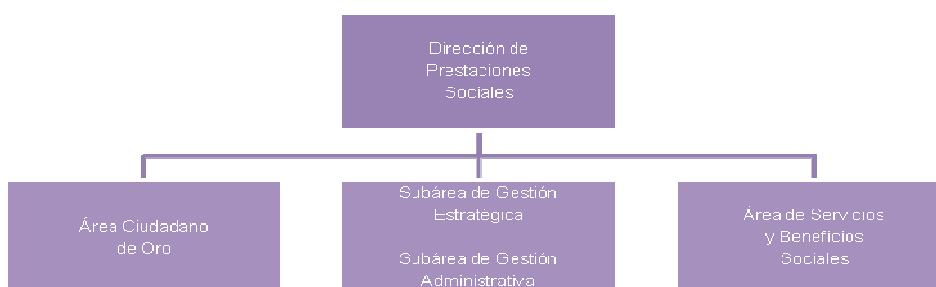 Dirección de
Prestaciones
Sociales
Área Ciudadano
de Oro
Subárea de Gestión
Estratégica
Subárea de Gestión
Administrativa
Área de Servicios
y Beneficios
Sociales